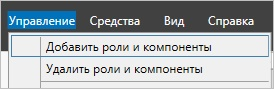 Управление Средства Вид Справка
Добавить роли и компоненты
Удалить роли и компоненты